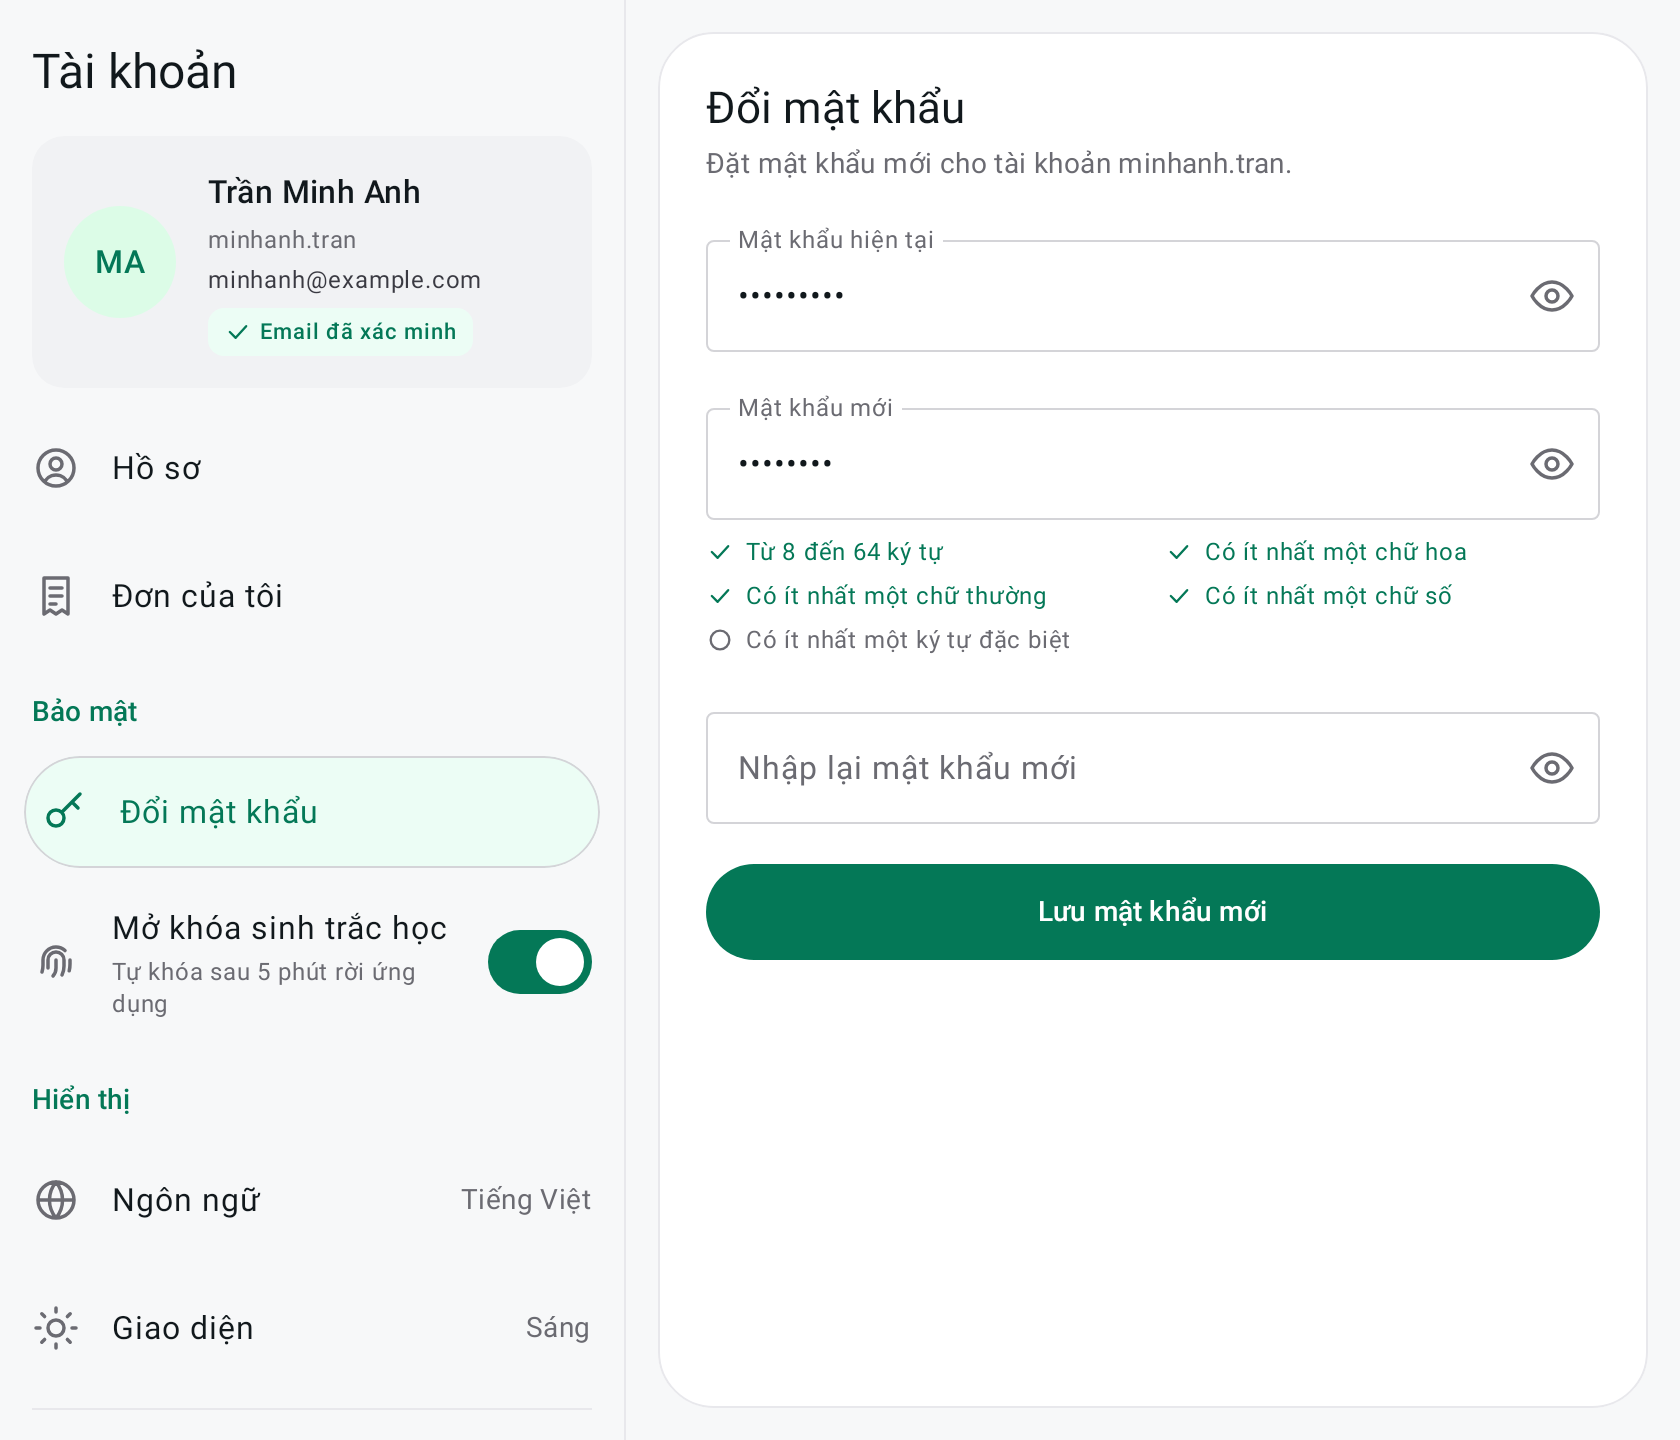 Tài khoản
MA
Trần Minh Anh
minhanh.tran
minhanh@example.com
Email đã xác minh
Hồ sơ
Đơn của tôi
Bảo mật
Đổi mật khẩu
Mở khóa sinh trắc học
Tự khóa sau 5 phút rời ứng
dụng
Hiển thị
Ngôn ngữ
Tiếng Việt
Giao diện
Sáng
Đổi mật khẩu
Đặt mật khẩu mới cho tài khoản minhanh.tran.
Mật khẩu hiện tại
•••••••••
Mật khẩu mới
••••••••
Từ 8 đến 64 ký tự
Có ít nhất một chữ hoa
Có ít nhất một chữ thường
Có ít nhất một chữ số
Có ít nhất một ký tự đặc biệt
Nhập lại mật khẩu mới
Lưu mật khẩu mới